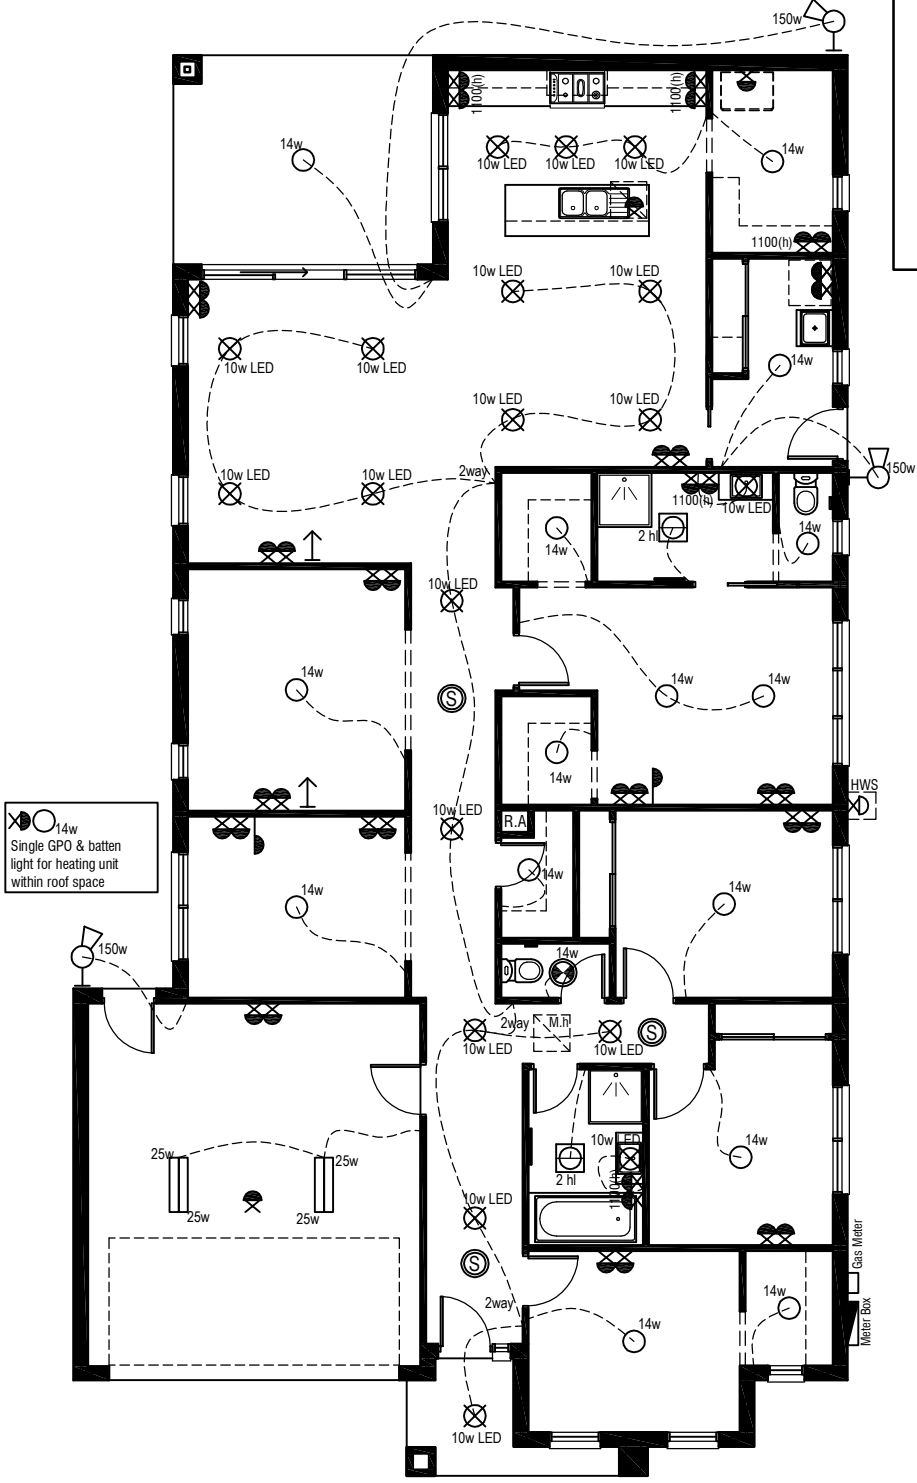 150w
1100(h)
1100(h)
14w
14w
10w LED
10w LED
10w LED
1100(h)
10w LED
10w LED
10w LED
10w LED
14w
10w LED
10w LED
2way
150w
10w LED
10w LED
1100(h)
10w LED
14w
14w
2 hl
10w LED
14w
14w
14w
S
14w
HWS
14w
Single GPO & batten
light for heating unit
within roof space
10w LED
R.A
14w
14w
14w
150w
14w
2way
M.h
S
10w LED
10w LED
25w
25w
10w LED
14w
2 hl
1100(h)
25w
25w
10w LED
S
Gas Meter
2way
14w
Meter Box
14w
10w LED